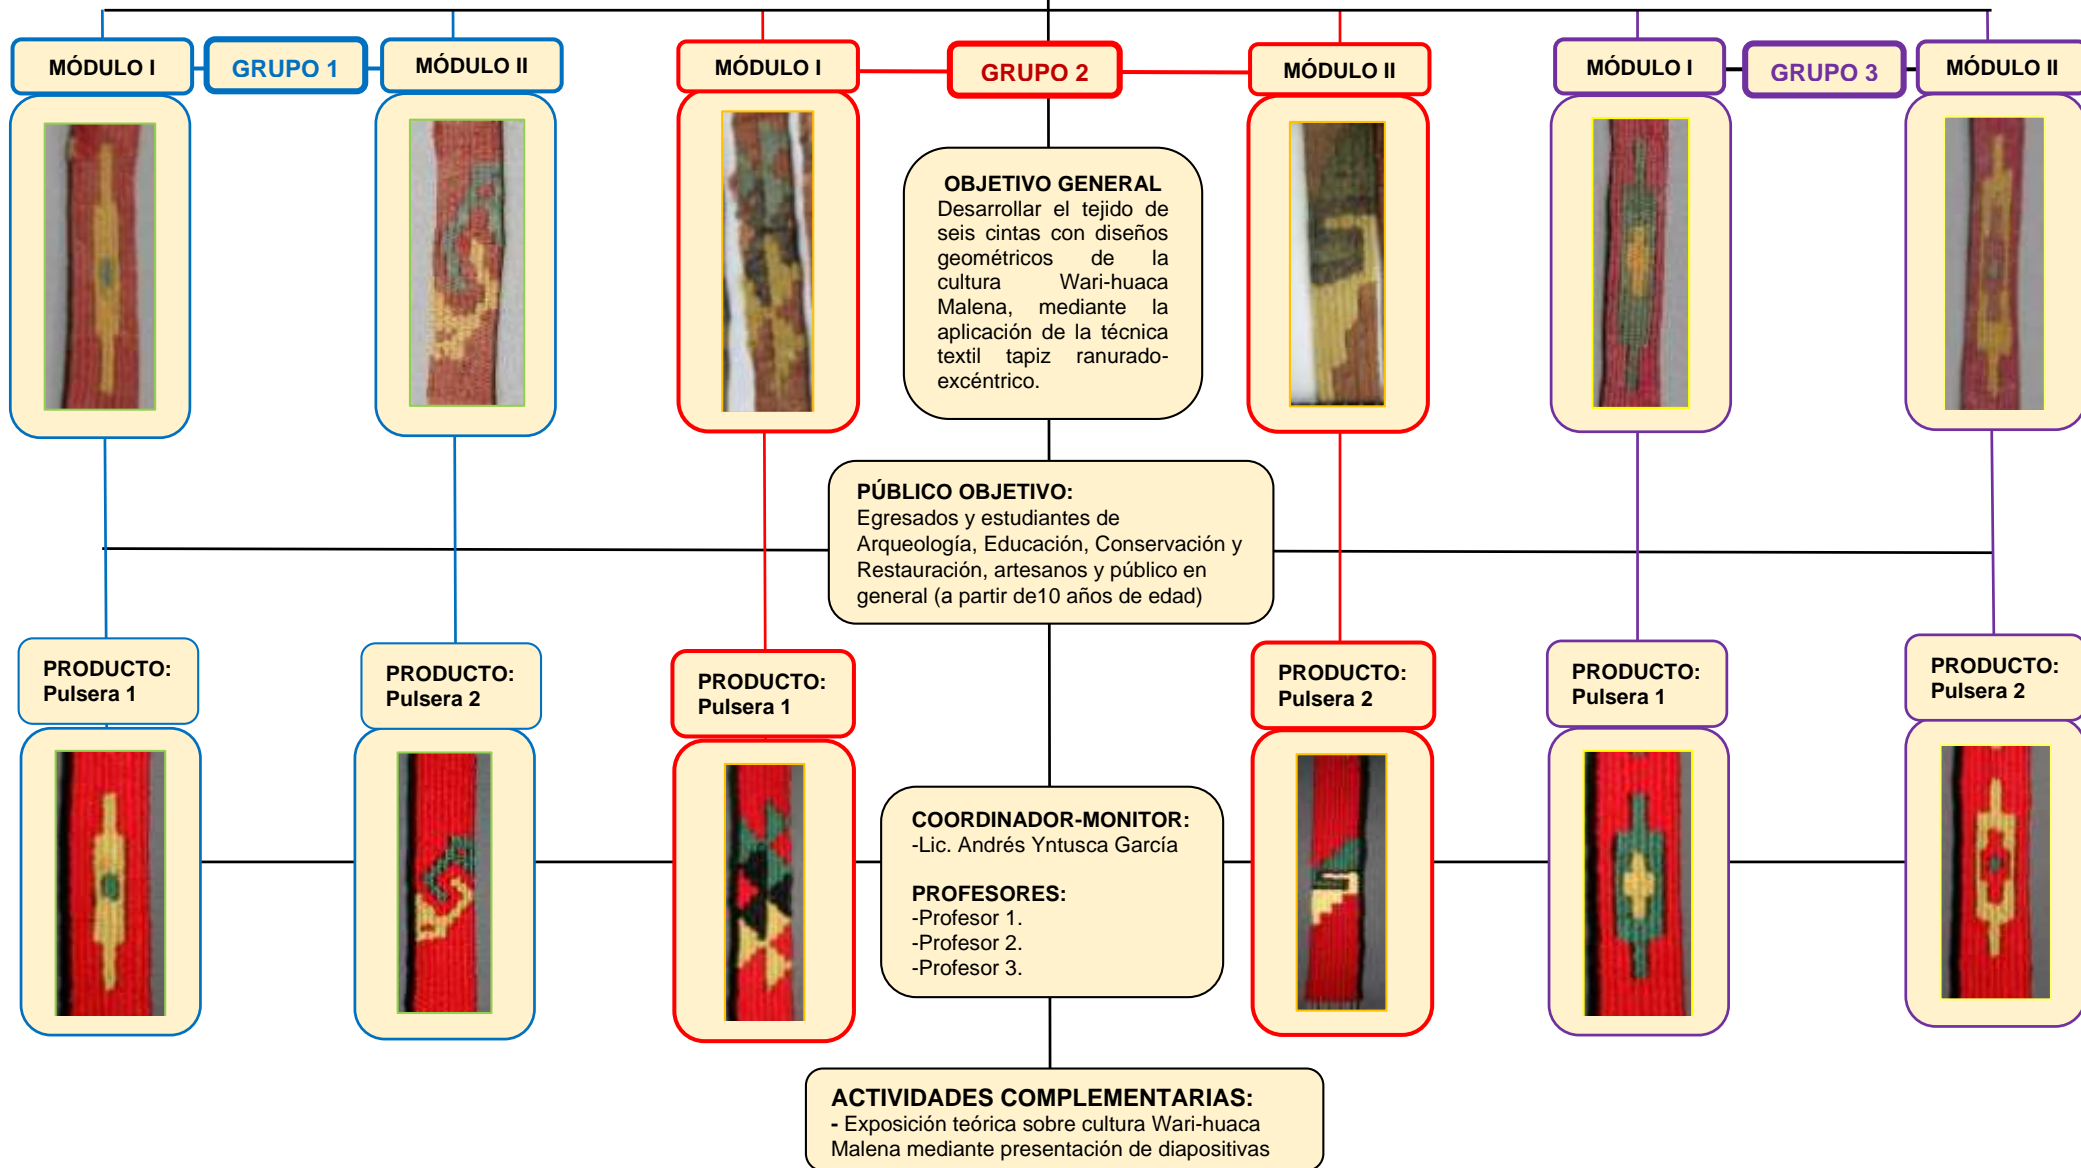 MÓDULO I
GRUPO 1
MÓDULO II
MÓDULO I
GRUPO 2
MÓDULO II
MÓDULO I
GRUPO 3
MÓDULO II
OBJETIVO GENERAL
Desarrollar el tejido de
seis cintas con diseños
geométricos de la
cultura Wari-huaca
Malena, mediante la
aplicación de la técnica
textil tapiz ranurado-
excéntrico.
PÚBLICO OBJETIVO:
Egresados y estudiantes de
Arqueología, Educación, Conservación y
Restauración, artesanos y público en
general (a partir de10 años de edad)
PRODUCTO:
Pulsera 1
PRODUCTO:
Pulsera 2
PRODUCTO:
Pulsera 1
PRODUCTO:
Pulsera 2
PRODUCTO:
Pulsera 1
PRODUCTO:
Pulsera 2
COORDINADOR-MONITOR:
-Lic. Andrés Yntusca García
PROFESORES:
-Profesor 1.
-Profesor 2.
-Profesor 3.
ACTIVIDADES COMPLEMENTARIAS:
- Exposición teórica sobre cultura Wari-huaca
Malena mediante presentación de diapositivas